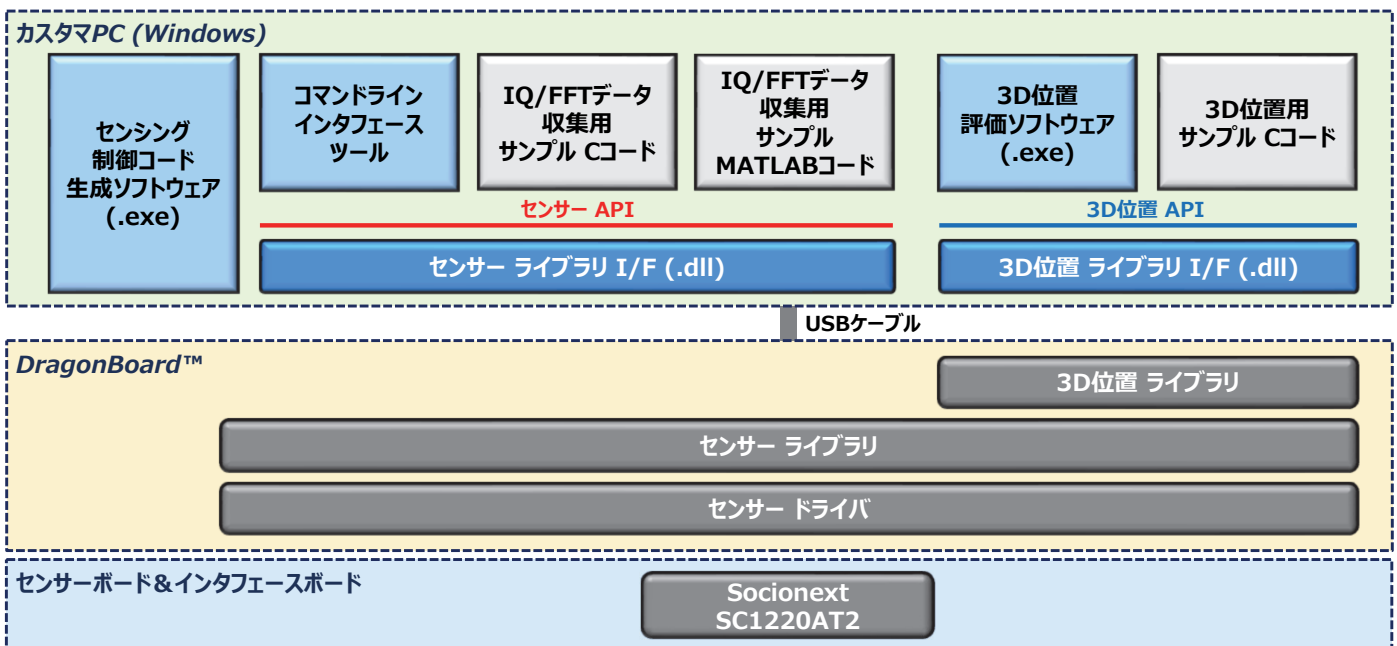 カスタマPC (Windows)
センシング
制御コード
生成ソフトウェア
(.exe)
コマンドライン
インタフェース
ツール
IQ/FFTデータ
収集用
サンプル Cコード
IQ/FFTデータ
収集用
サンプル
MATLABコード
3D位置
評価ソフトウェア
(.exe)
3D位置用
サンプル Cコード
センサー API
3D位置 API
センサー ライブラリ I/F (.dll)
3D位置 ライブラリ I/F (.dll)
USBケーブル
DragonBoard™
3D位置 ライブラリ
センサー ライブラリ
センサー ドライバ
センサーボード&インタフェースボード
Socionext
SC1220AT2